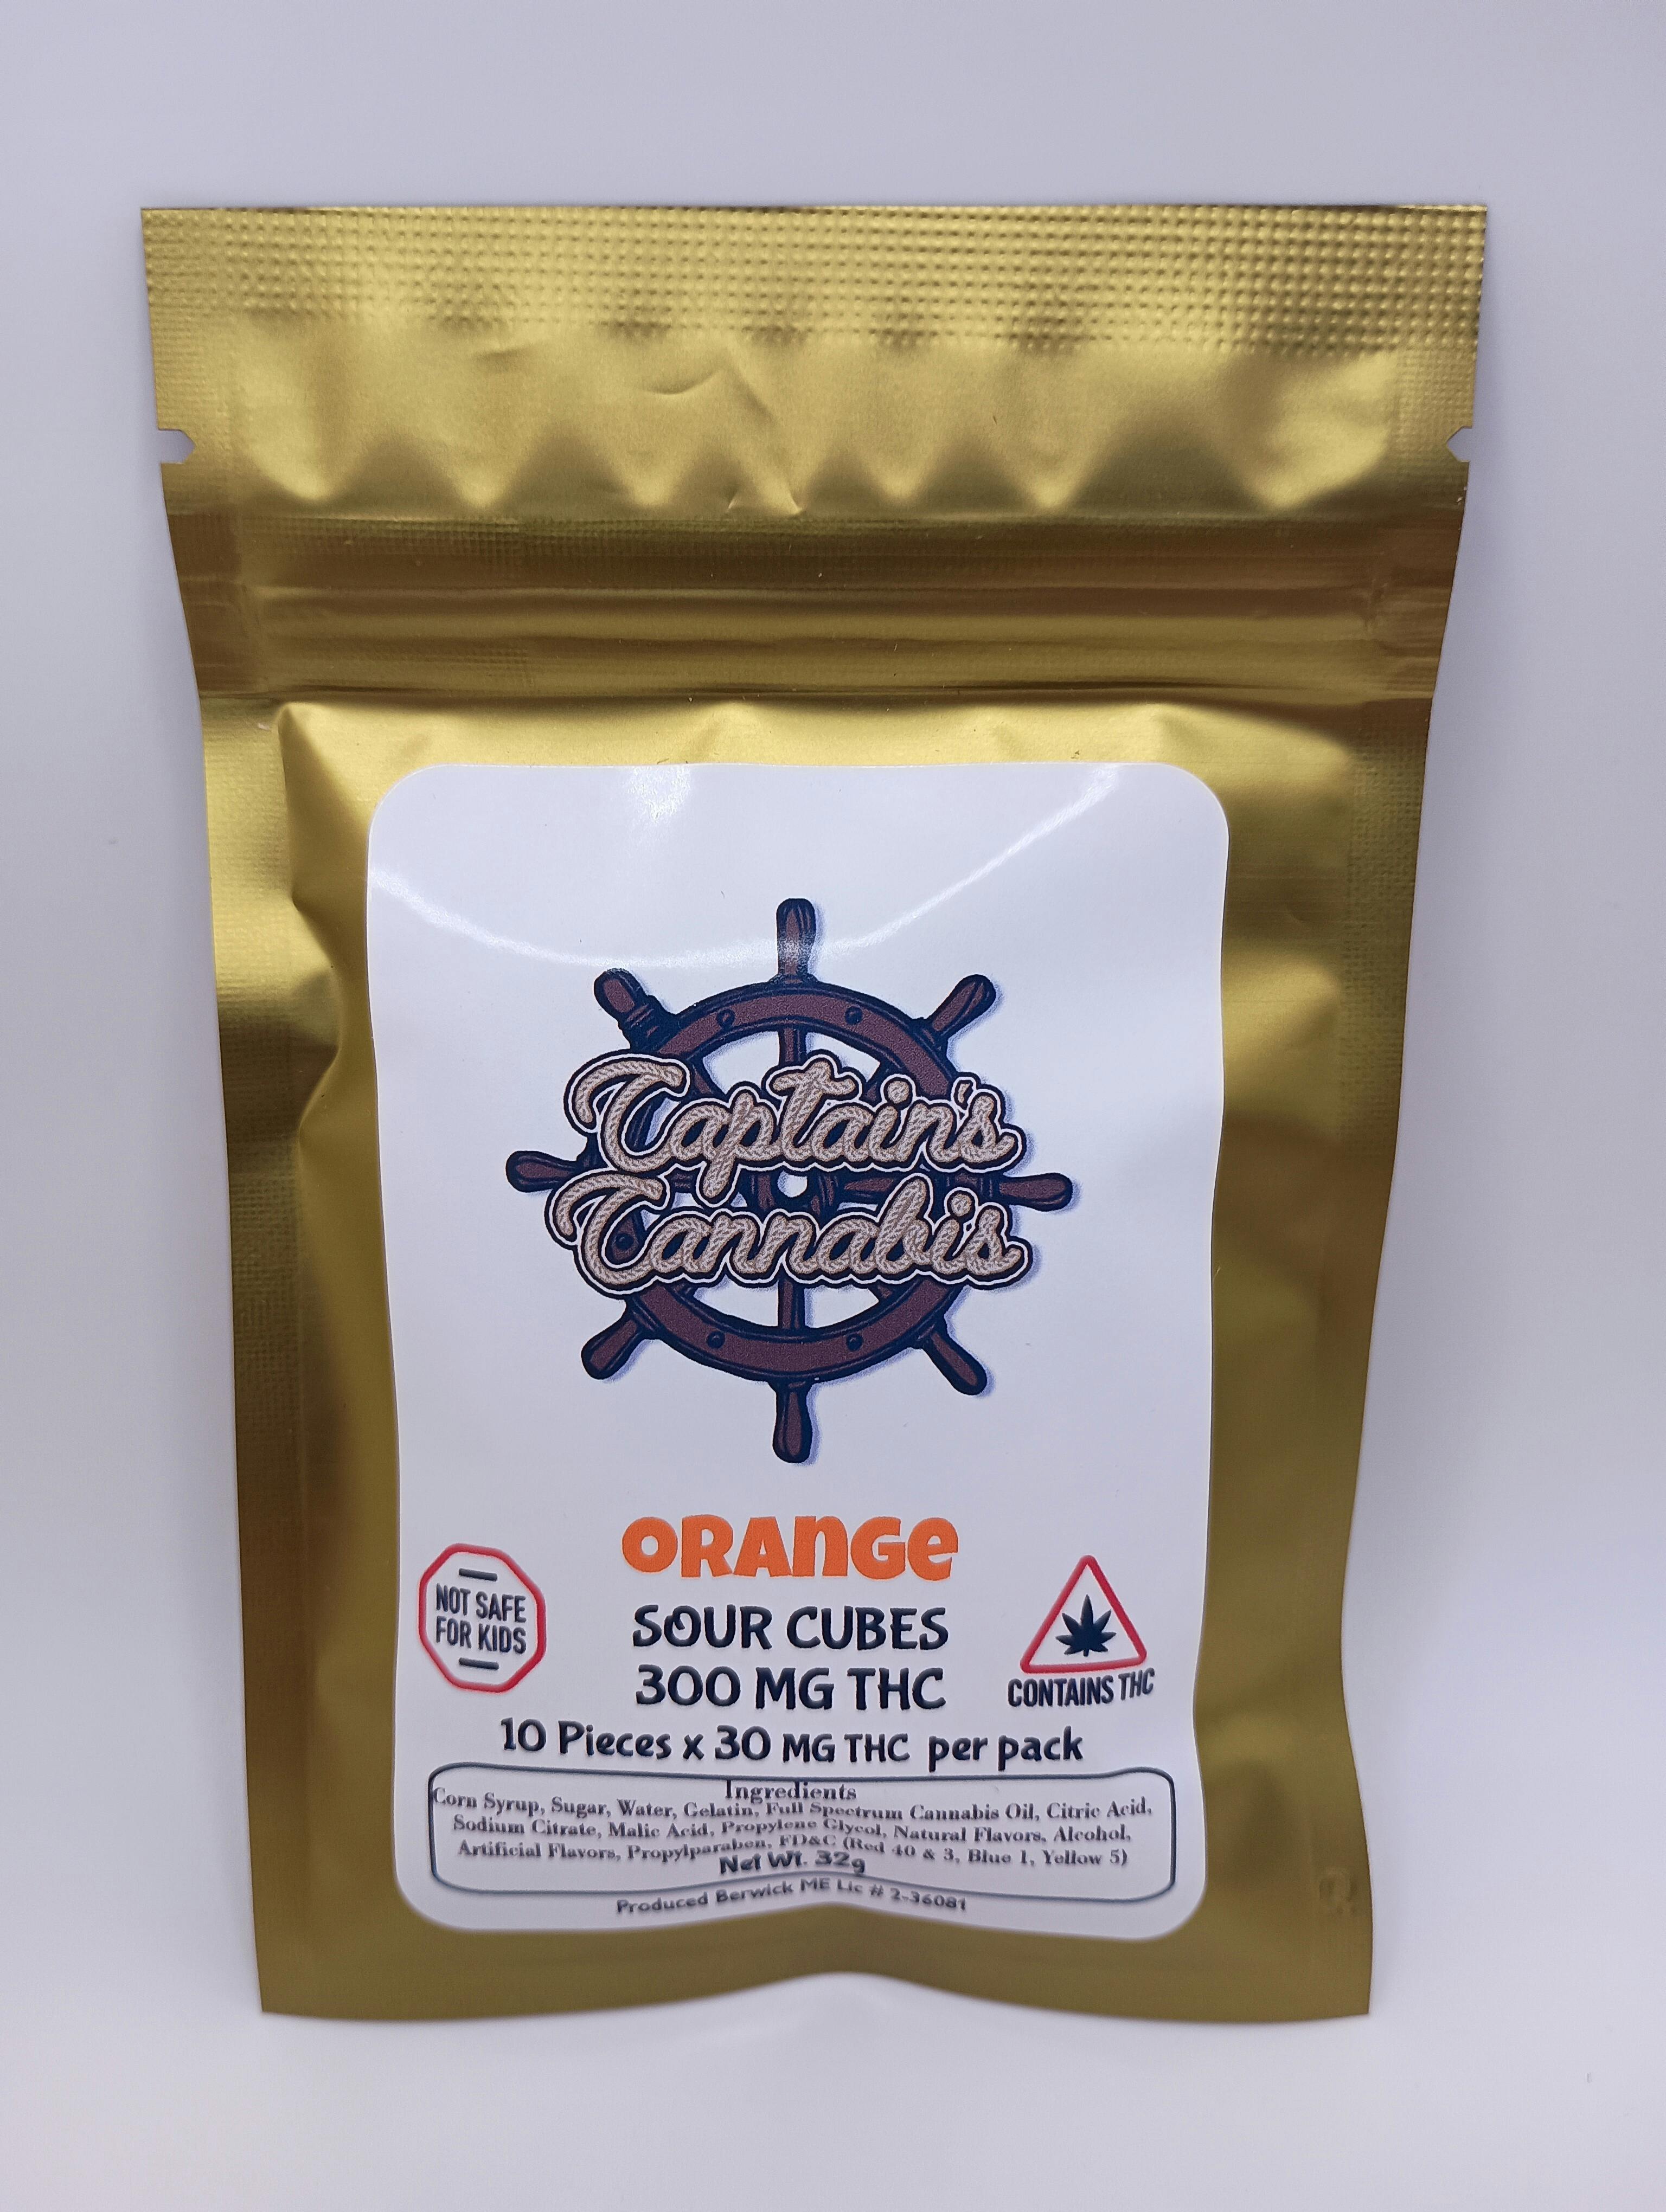 Captain's
Cannabis
ORANGE
NOT SAFE
FOR KIDS
SOUR CUBES
300 MG THC
CONTAINS THC
10 Pieces x 30 MG THC per pack
Ingredients
Corn Syrup, Sugar, Water, Gelatin, Full Spectrum Cannabis Oil, Citric Acid,
Sodium Citrate, Malic Acid, Propylene Glycol, Natural Flavors, Alcohol,
Artificial Flavors, Propylparaben, FD&C (Red 40 & 3, Blue 1, Yellow 5)
Net Wt. 32g
Produced Berwick ME Lic # 2-36081